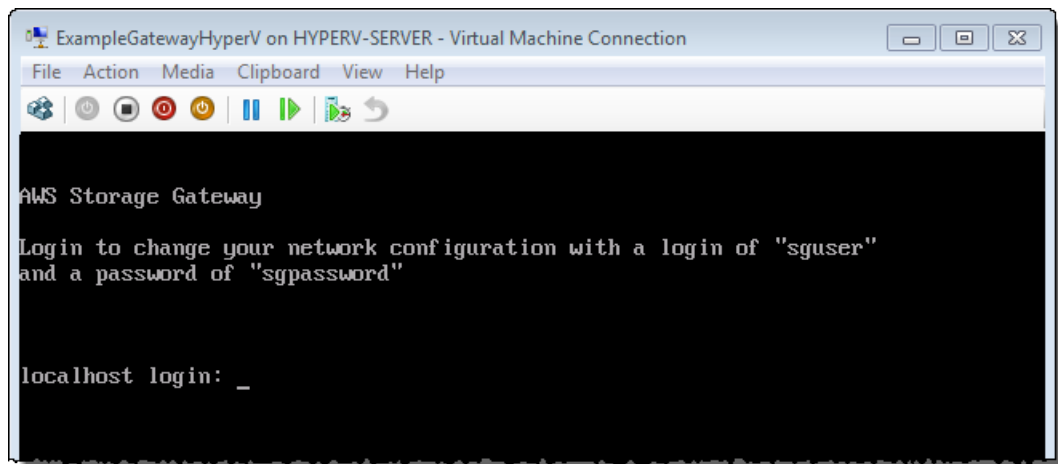 ExampleGatewayHyperV on HYPERV-SERVER - Virtual Machine Connection
File Action Media Clipboard View Help
AWS Storage Gateway
Login to change your network configuration with a login of "sguser"
and a password of "sgpassword"
localhost login: _